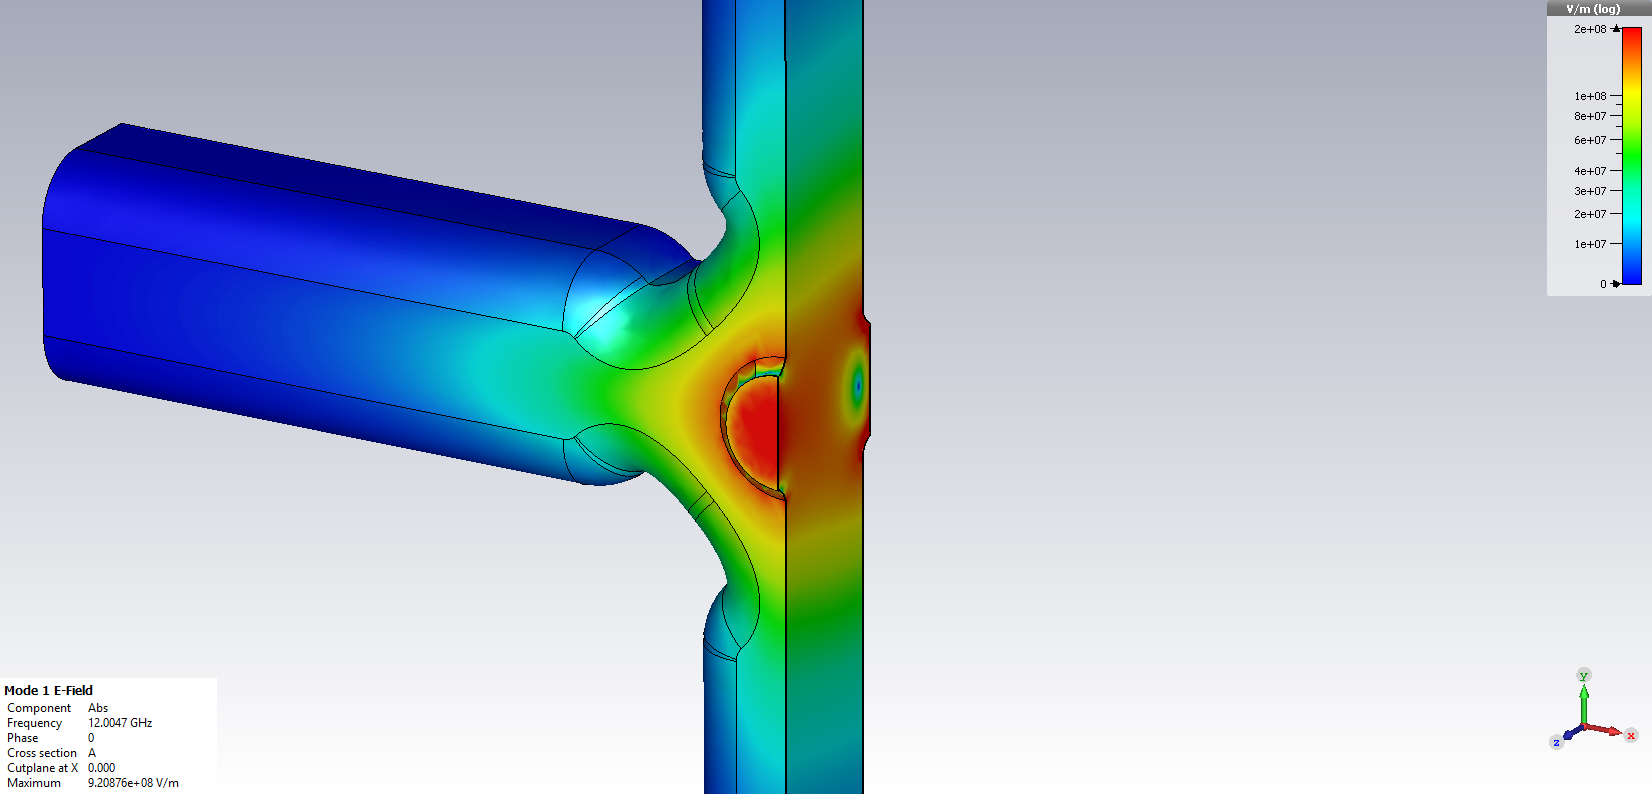 V/m (log)
2e+08
1e+08
8e+07
6e+07
4e+07
3e+07
2e+07
1e+07
0
Mode 1 E-Field
Component Abs
Frequency 12.0047 GHz
Phase 0
Cross section A
Cutplane at X 0.000
Maximum 9.20876e+08 V/m
y
z x